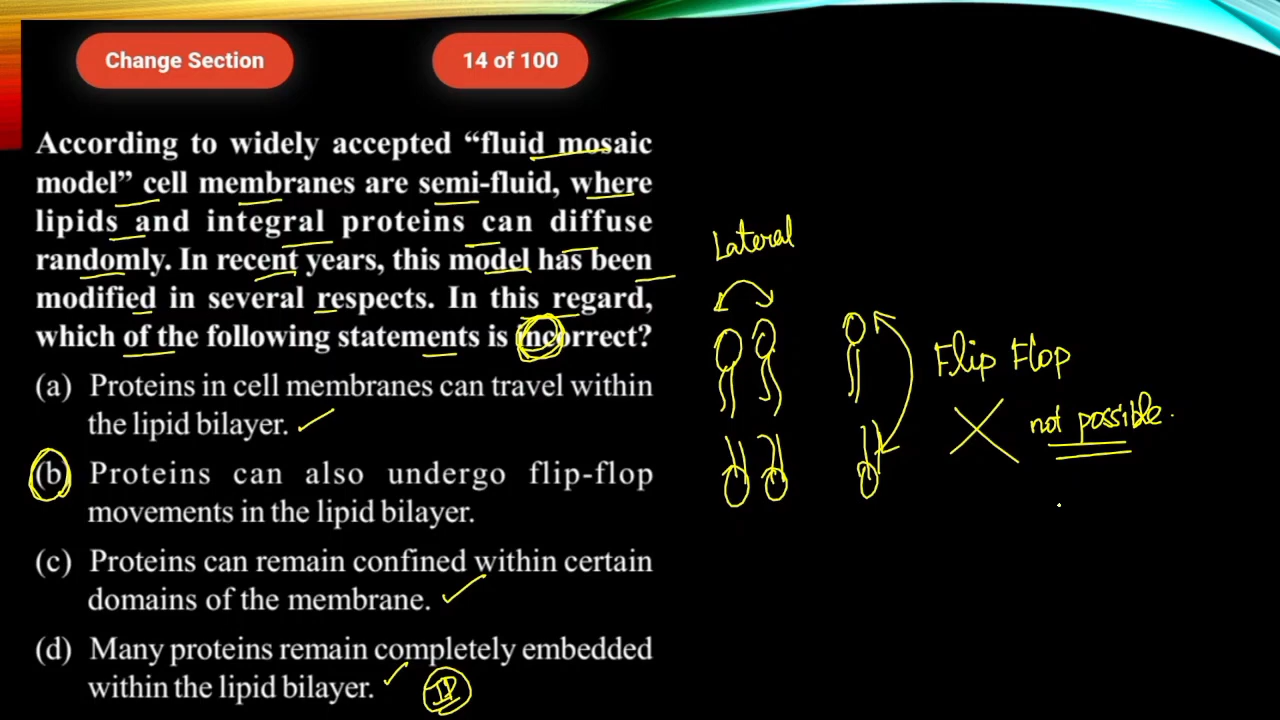 Change Section
14 of 100
According to widely accepted “fluid mosaic
model” cell membranes are semi-fluid, where
lipids and integral proteins can diffuse
randomly. In recent years, this model has been
modified in several respects. In this regard,
which of the following statements is incorrect?
(a) Proteins in cell membranes can travel within
the lipid bilayer.
(b) Proteins can also undergo flip-flop
movements in the lipid bilayer.
(c) Proteins can remain confined within certain
domains of the membrane.
(d) Many proteins remain completely embedded
within the lipid bilayer.
IP
Lateral
Flip Flop
not possible.